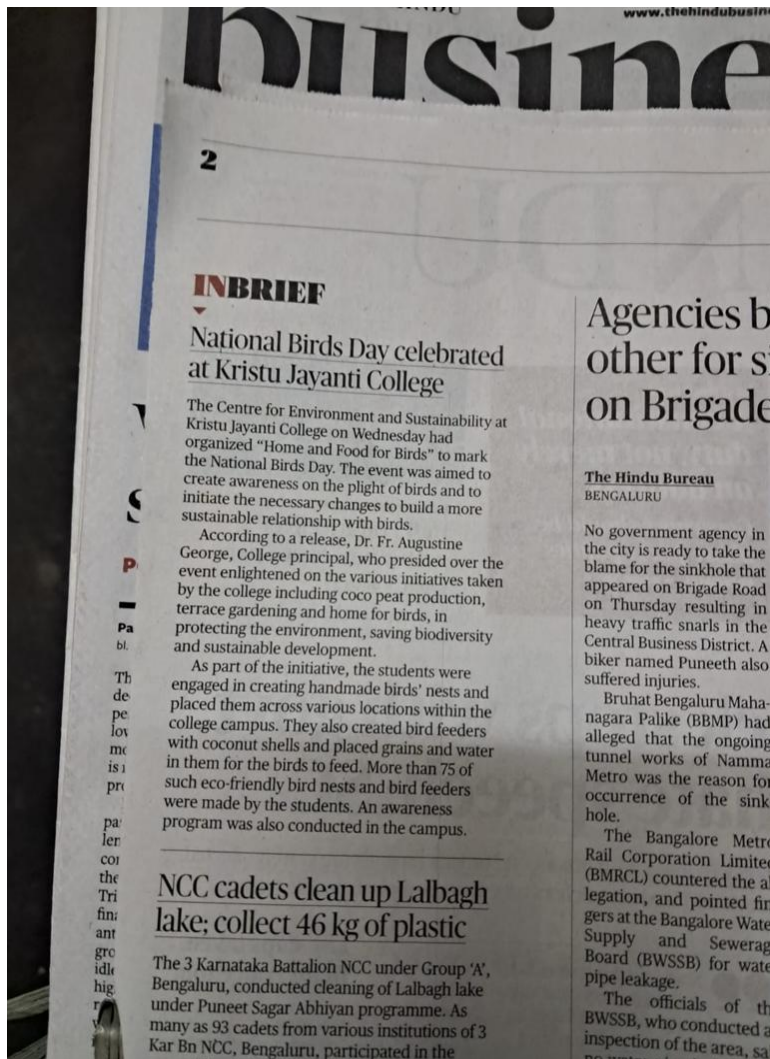 www.thehindubusine
busine
2
INBRIEF
National Birds Day celebrated
at Kristu Jayanti College
The Centre for Environment and Sustainability at
Kristu Jayanti College on Wednesday had
organized “Home and Food for Birds” to mark
the National Birds Day. The event was aimed to
create awareness on the plight of birds and to
initiate the necessary changes to build a more
sustainable relationship with birds.
According to a release, Dr. Fr. Augustine
George, College principal, who presided over the
event enlightened on the various initiatives taken
by the college including coco peat production,
terrace gardening and home for birds, in
protecting the environment, saving biodiversity
and sustainable development.
As part of the initiative, the students were
engaged in creating handmade birds’ nests and
placed them across various locations within the
college campus. They also created bird feeders
with coconut shells and placed grains and water
in them for the birds to feed. More than 75 of
such eco-friendly bird nests and bird feeders
were made by the students. An awareness
program was also conducted in the campus.
NCC cadets clean up Lalbagh
lake; collect 46 kg of plastic
The 3 Karnataka Battalion NCC under Group ‘A’,
Bengaluru, conducted cleaning of Lalbagh lake
under Puneet Sagar Abhiyan programme. As
many as 93 cadets from various institutions of 3
Kar Bn NCC, Bengaluru, participated in the
Agencies b
other for si
on Brigade
The Hindu Bureau
BENGALURU
No government agency in
the city is ready to take the
blame for the sinkhole that
appeared on Brigade Road
on Thursday resulting in
heavy traffic snarls in the
Central Business District. A
biker named Puneeth also
suffered injuries.
Bruhat Bengaluru Maha-
nagara Palike (BBMP) had
alleged that the ongoing
tunnel works of Namma
Metro was the reason for
occurrence of the sink
hole.
The Bangalore Metro
Rail Corporation Limited
(BMRCL) countered the al
legation, and pointed fin
gers at the Bangalore Wate
Supply and Sewerag
Board (BWSSB) for wate
pipe leakage.
The officials of th
BWSSB, who conducted a
inspection of the area, sa